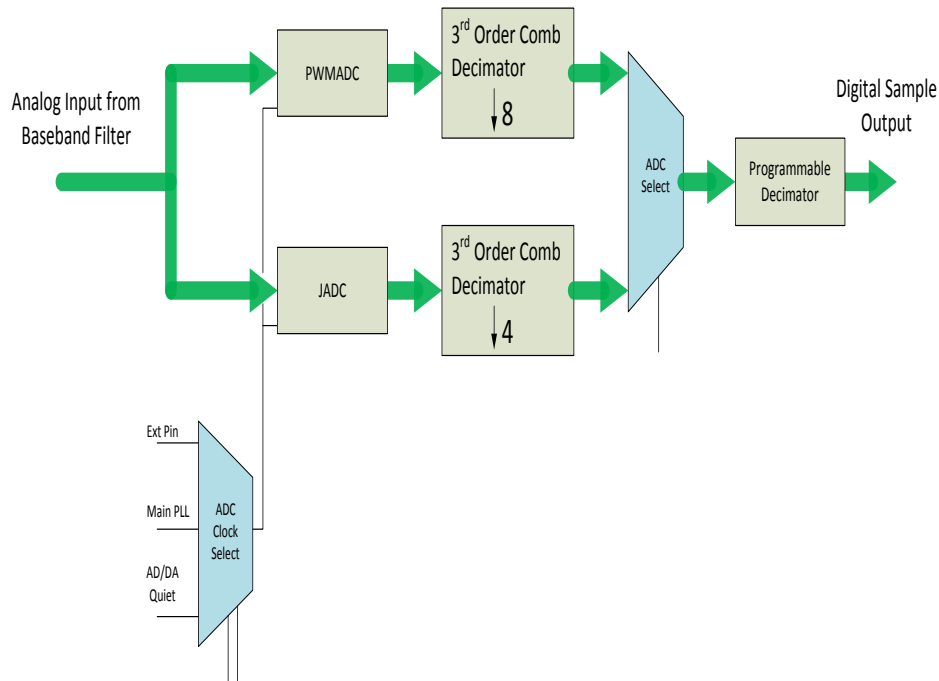 Analog Input from
Baseband Filter
PWMADC
3rd Order Comb
Decimator
8
ADC
Select
Programmable
Decimator
Digital Sample
Output
JADC
3rd Order Comb
Decimator
4
Ext Pin
Main PLL
AD/DA
Quiet
ADC
Clock
Select